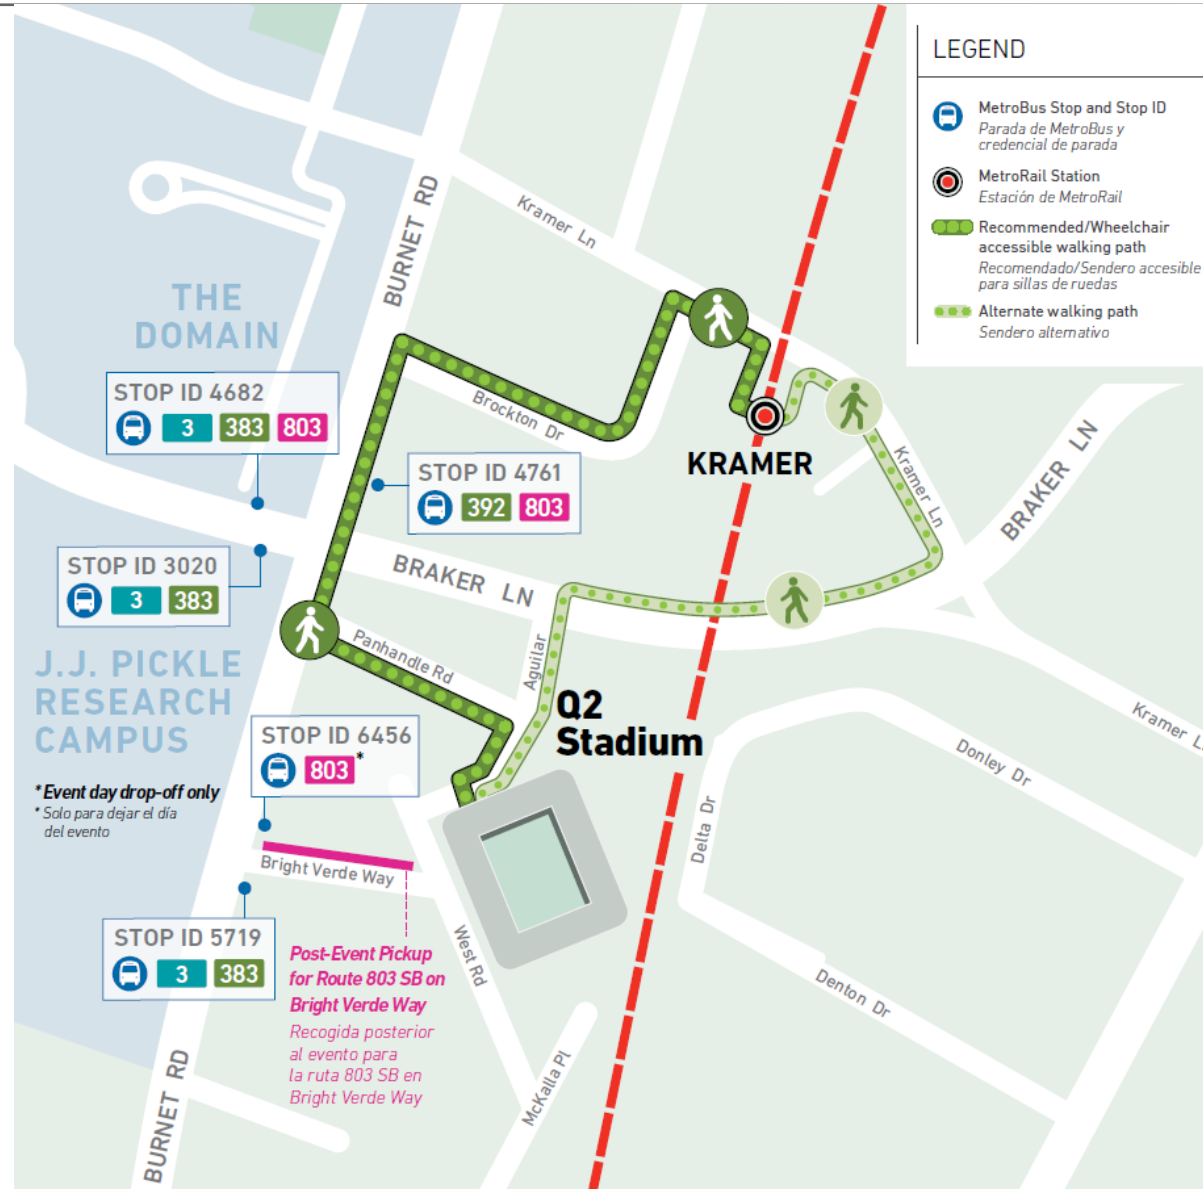 LEGEND
MetroBus Stop and Stop ID
Parada de MetroBus y
credencial de parada
MetroRail Station
Estación de MetroRail
Recommended/Wheelchair
accessible walking path
Recomendado/Sendero accesible
para sillas de ruedas
Alternate walking path
Sendero alternativo
BURNET RD
Kramer Ln
THE
DOMAIN
STOP ID 4682
3 383 803
Brockton Dr
KRAMER
Kramer Ln
BRAKER LN
STOP ID 4761
392 803
STOP ID 3020
3 383
BRAKER LN
J.J. PICKLE
RESEARCH
CAMPUS
Panhandle Rd
Aguilar
Q2
Stadium
STOP ID 6456
803*
*Event day drop-off only
* Solo para dejar el día
del evento
Kramer L
Donley Dr
Delta Dr
Bright Verde Way
STOP ID 5719
3 383
West Rd
Post-Event Pickup
for Route 803 SB on
Bright Verde Way
Recogida posterior
al evento para
la ruta 803 SB en
Bright Verde Way
Denton Dr
McKalla Pl
BURNET RD